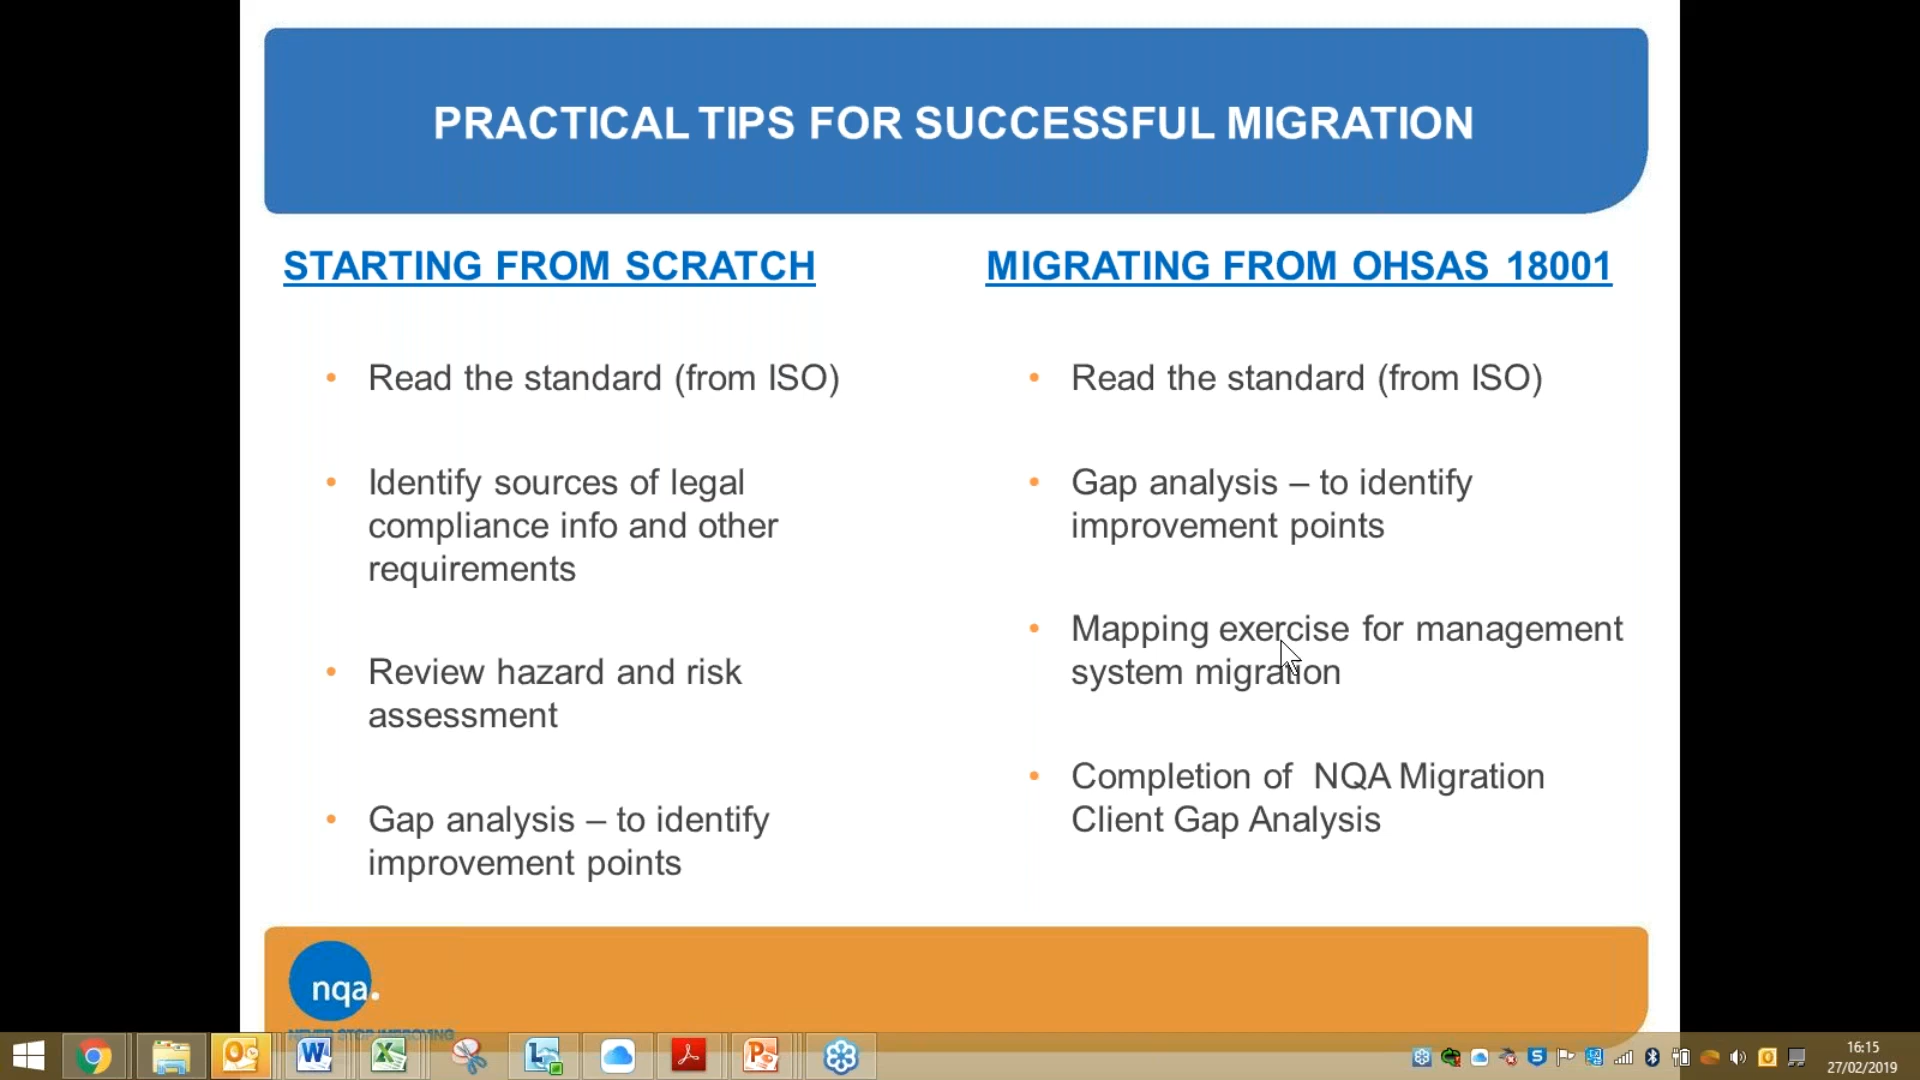 PRACTICAL TIPS FOR SUCCESSFUL MIGRATION
STARTING FROM SCRATCH
• Read the standard (from ISO)
• Identify sources of legal
compliance info and other
requirements
• Review hazard and risk
assessment
• Gap analysis – to identify
improvement points
MIGRATING FROM OHSAS 18001
• Read the standard (from ISO)
• Gap analysis – to identify
improvement points
• Mapping exercise for management
system migration
• Completion of NQA Migration
Client Gap Analysis
nqa.
NEVER STOP IMPROVING
16:15
27/02/2019